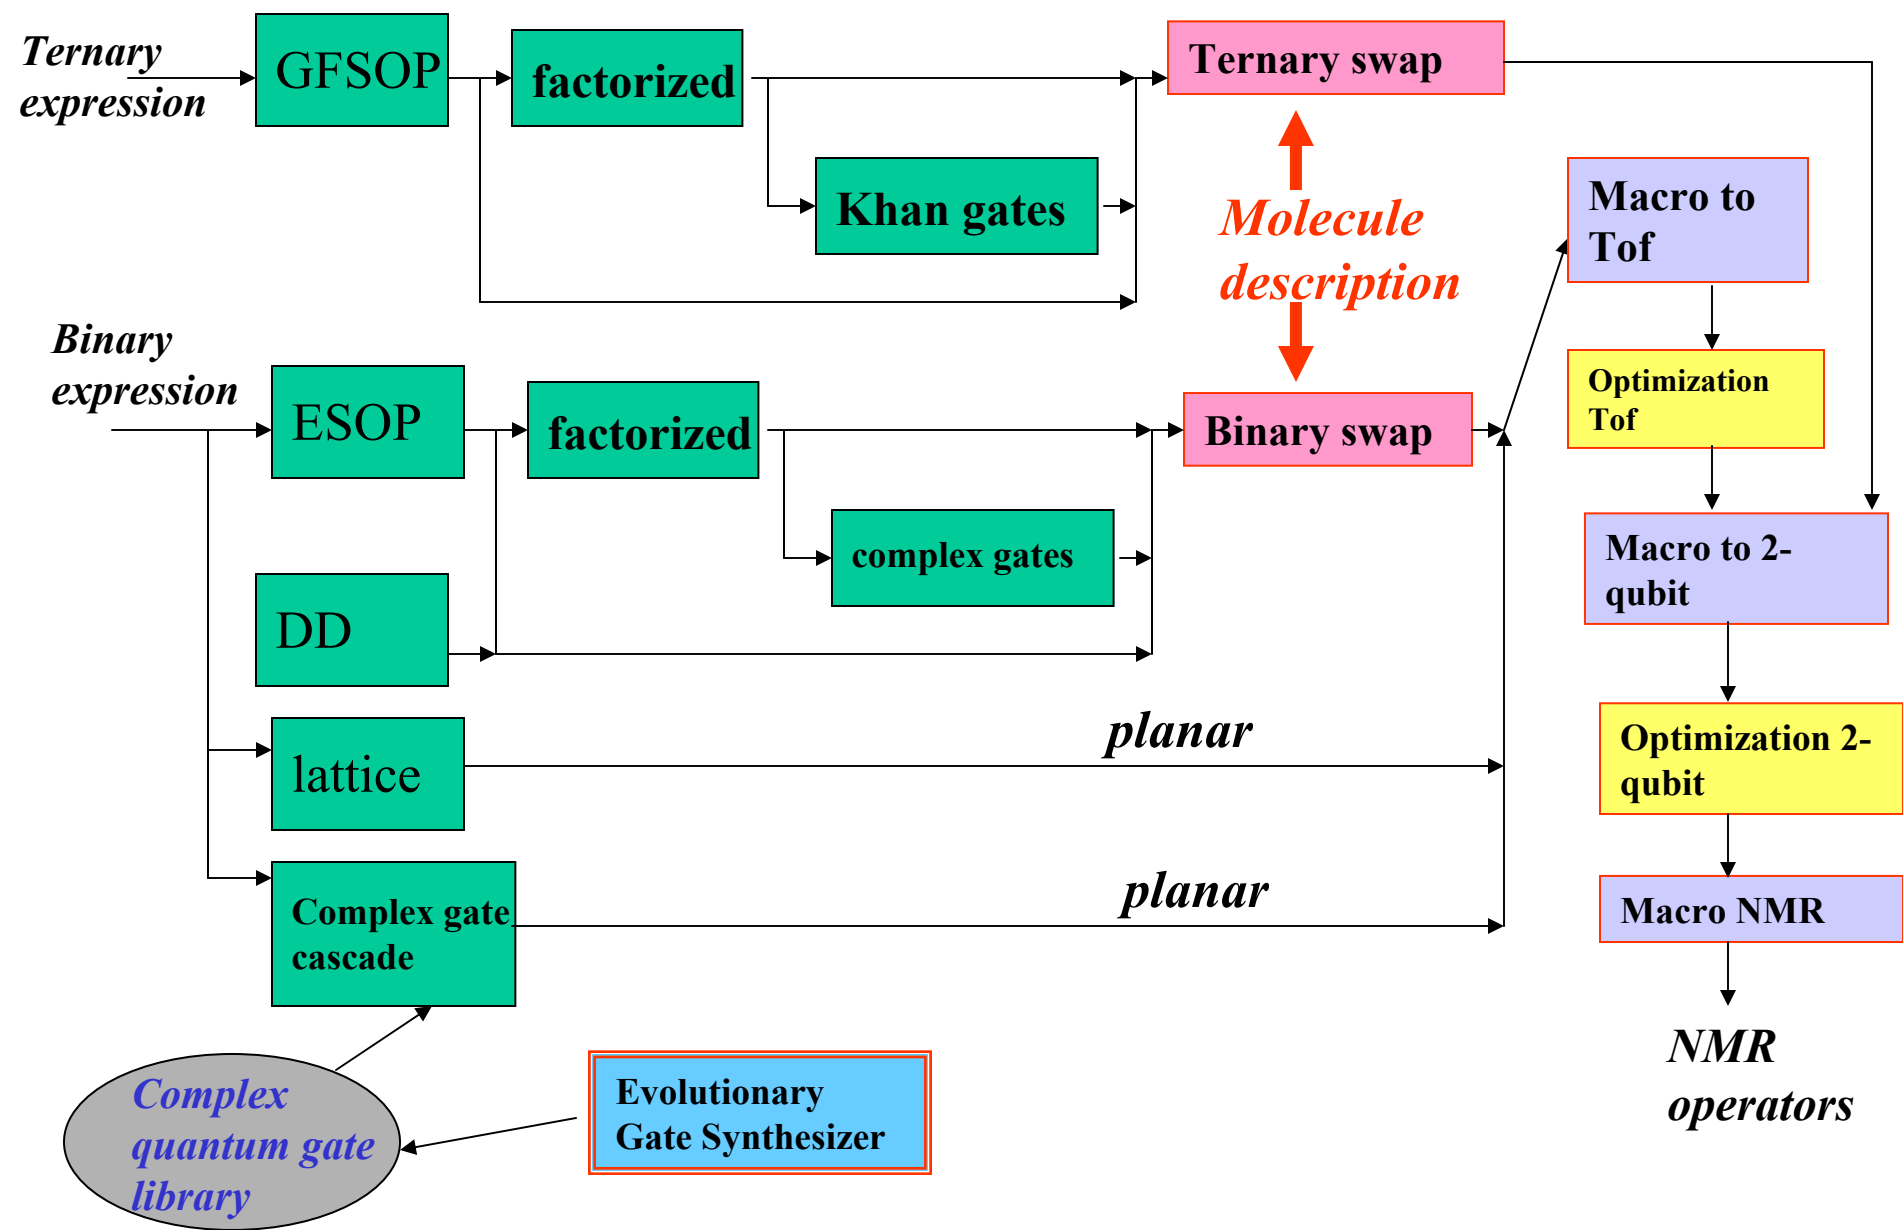 Ternary
expression
GFSOP
factorized
Ternary swap
Khan gates
Molecule
description
Macro to
Tof
Binary
expression
ESOP
factorized
Binary swap
Optimization
Tof
complex gates
Macro to 2-
qubit
DD
lattice
planar
Optimization 2-
qubit
Complex gate
cascade
planar
Macro NMR
NMR
operators
Complex
quantum gate
library
Evolutionary
Gate Synthesizer